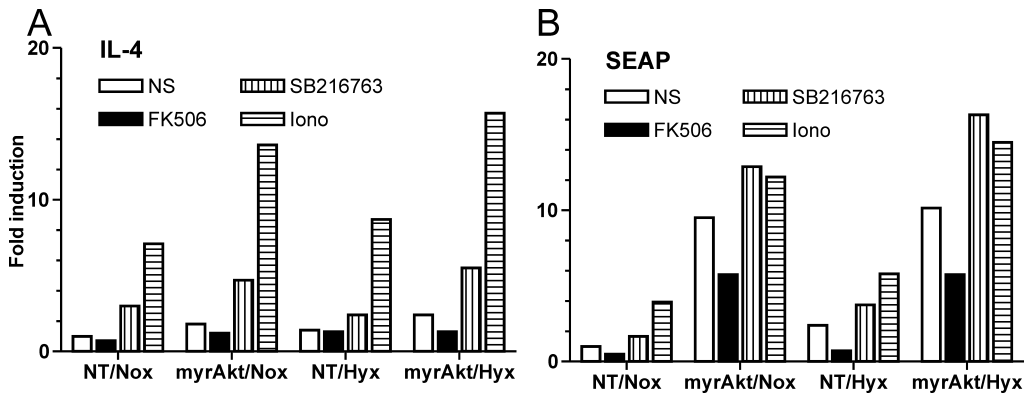 A
IL-4
NS
SB216763
FK506
Iono
Fold induction
20
10
0
NT/Nox
myrAkt/Nox
NT/Hyx
myrAkt/Hyx
B
SEAP
NS
SB216763
FK506
Iono
20
10
0
NT/Nox
myrAkt/Nox
NT/Hyx
myrAkt/Hyx